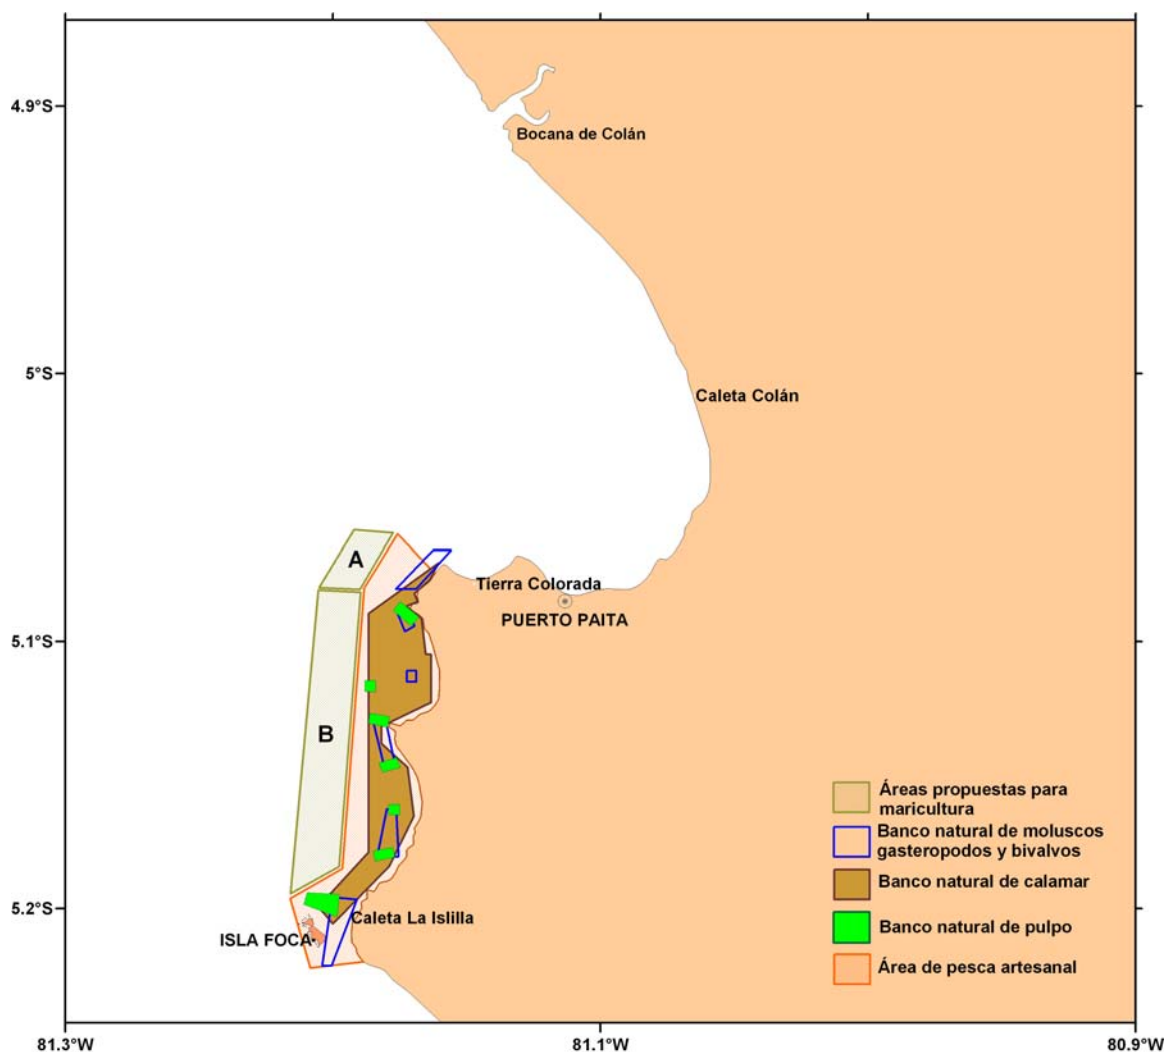 4.9°S
Bocana de Colán
5°S
Caleta Colán
A
Tierra Colorada
PUERTO PAITA
5.1°S
B
Áreas propuestas para
maricultura
Banco natural de moluscos
gasteropodos y bivalvos
Banco natural de calamar
5.2°S
Caleta La Islilla
Banco natural de pulpo
ISLA FOCA
Área de pesca artesanal
81.3°W
81.1°W
80.9°W